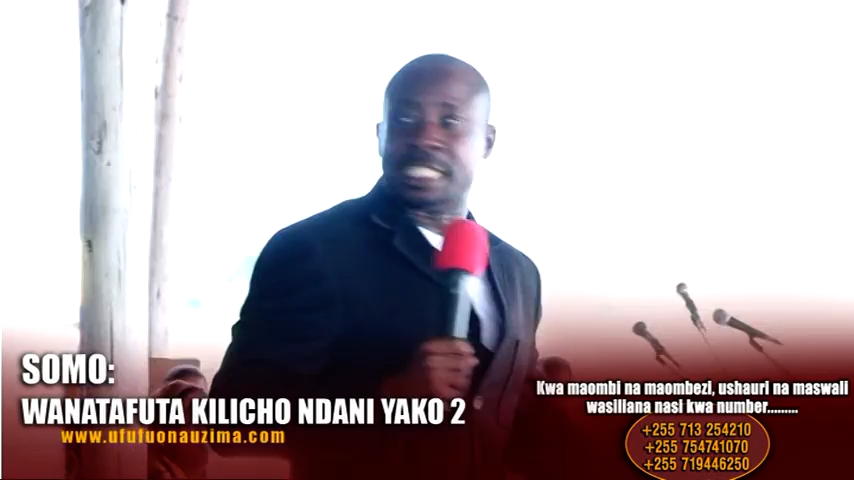 SOMO:
WANATAFUTA KILICHO NDANI YAKO 2
www.ufufuonauzima.com
Kwa maombi na maombezi, ushauri na maswali
wasiliana nasi kwa number.........
+255 713 254210
+255 754741070
+255 719446250